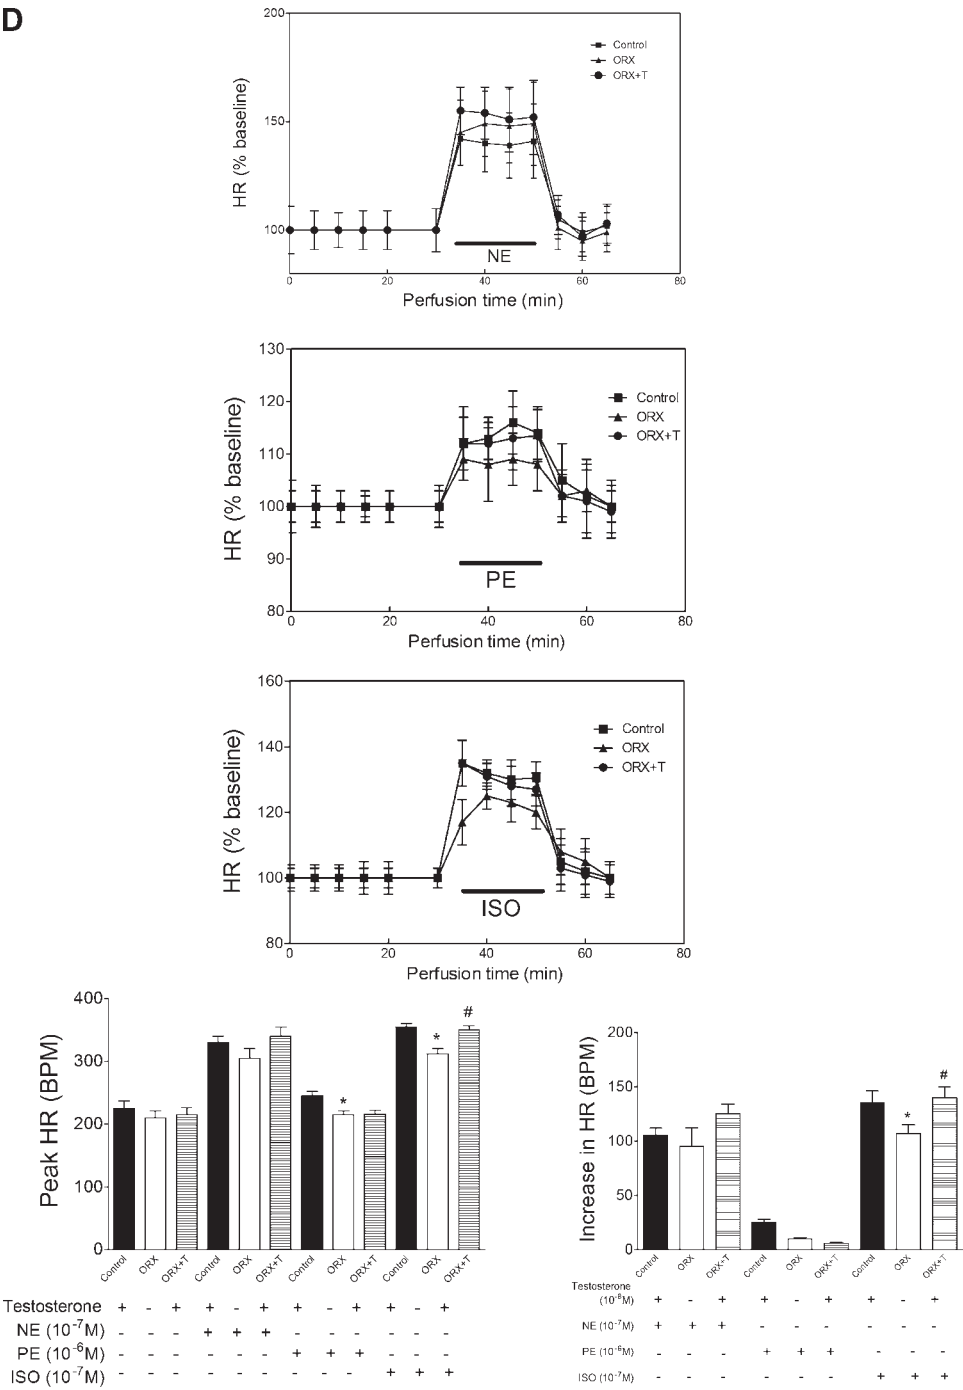 D
200
150
100
HR (% baseline)
Control
ORX
ORX+T
NE
0 20 40 60 80
Perfusion time (min)
130
120
110
100
90
80
HR (% baseline)
Control
ORX
ORX+T
PE
0 20 40 60 80
Perfusion time (min)
160
140
120
100
80
HR (% baseline)
Control
ORX
ORX+T
ISO
0 20 40 60 80
Perfusion time (min)
400
300
200
100
0
Peak HR (BPM)
* * #
Control ORX ORX+T Control ORX ORX+T Control ORX ORX+T Control ORX ORX+T
Testosterone + - + + - + + - + + - +
NE (10⁻⁷M) - - - + + + - - - - - -
PE (10⁻⁶M) - - - - - - + + + - - -
ISO (10⁻⁷M) - - - - - - - - - + + +
200
150
100
50
0
Increase in HR (BPM)
* #
Control ORX ORX+T Control ORX ORX+T Control ORX ORX+T
Testosterone
(10⁻⁸M) + - + + - + + - +
NE (10⁻⁷M) + + + - - - - - -
PE (10⁻⁶M) - - - + + + - - -
ISO (10⁻⁷M) - - - - - - + + +